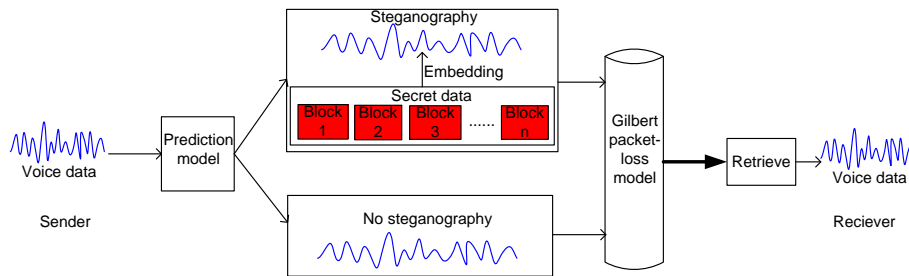 Steganography
Embedding
Secret data
Block
1
Block
2
Block
3
......
Block
n
Voice data
Sender
Prediction
model
No steganography
Gilbert
packet-
loss
model
Retrieve
Voice data
Reciever